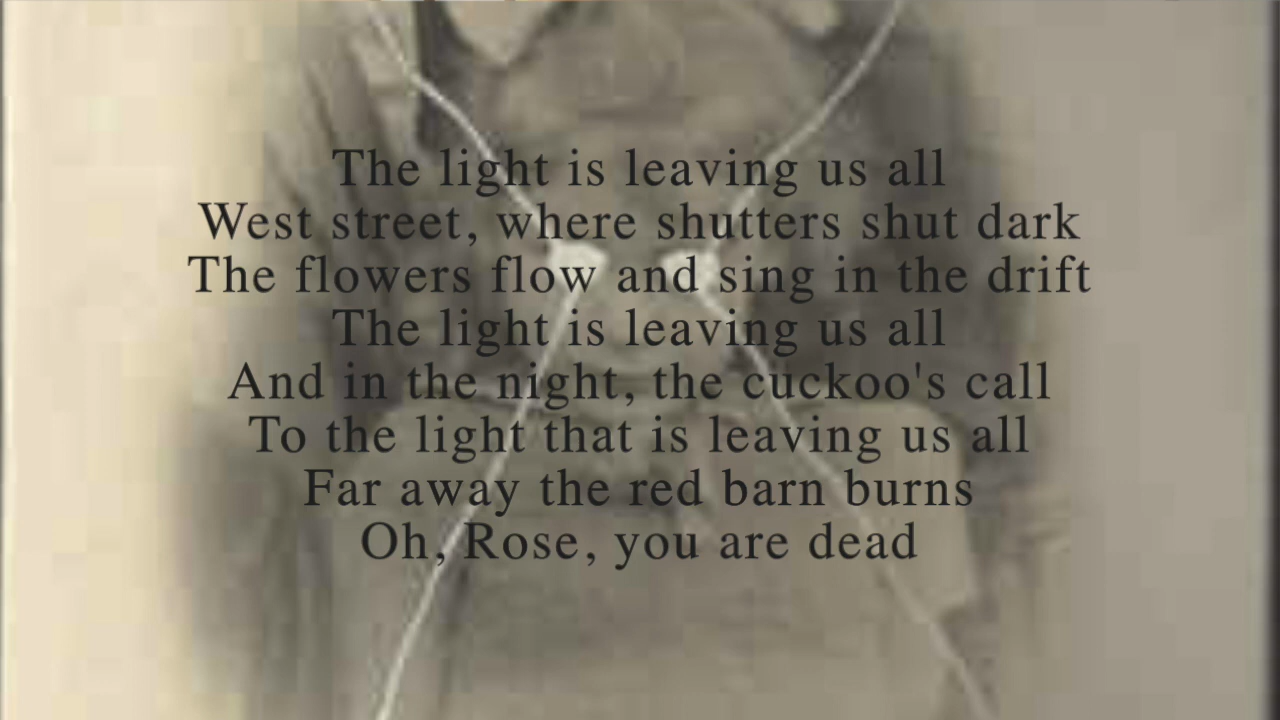 The light is leaving us all
West street, where shutters shut dark
The flowers flow and sing in the drift
The light is leaving us all
And in the night, the cuckoo's call
To the light that is leaving us all
Far away the red barn burns
Oh, Rose, you are dead